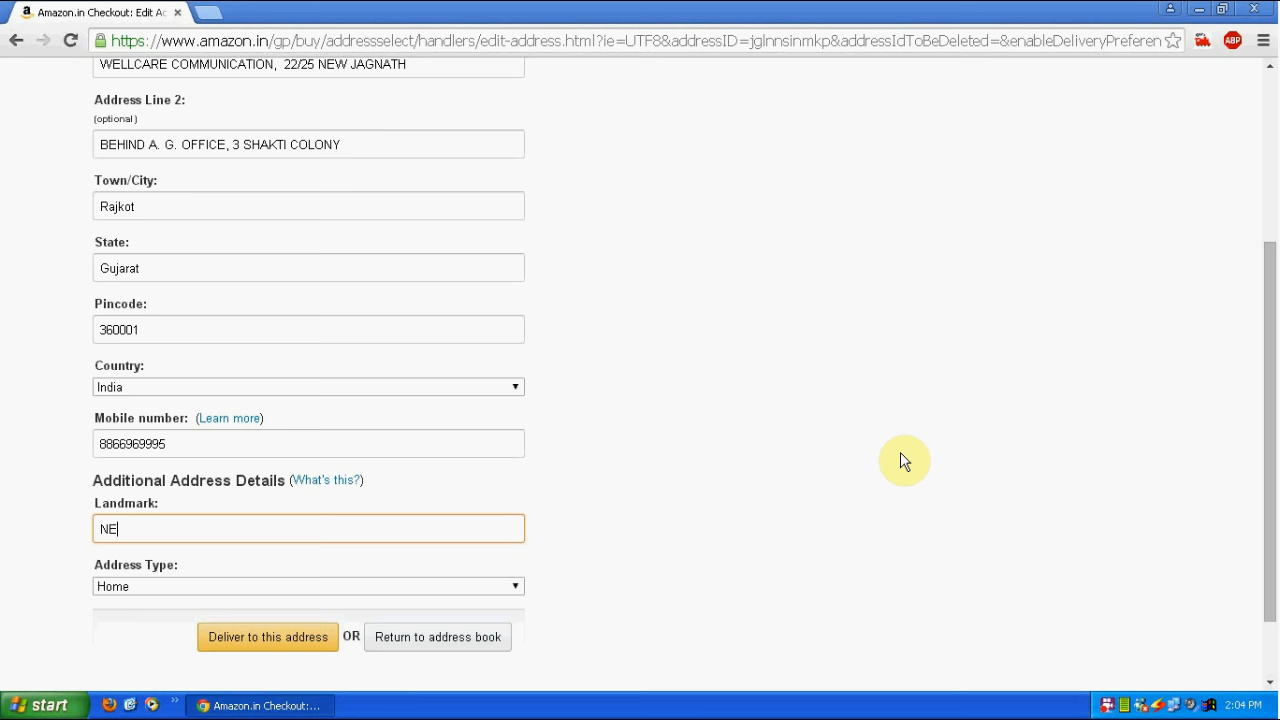 Amazon.in Checkout: Edit Ac
https://www.amazon.in/gp/buy/addressselect/handlers/edit-address.html?ie=UTF8&addressID=jglnnsinmkp&addressIdToBeDeleted=&enableDeliveryPreferen
ABP
WELLCARE COMMUNICATION, 22/25 NEW JAGNATH
Address Line 2:
(optional)
BEHIND A. G. OFFICE, 3 SHAKTI COLONY
Town/City:
Rajkot
State:
Gujarat
Pincode:
360001
Country:
India
Mobile number: (Learn more)
8866969995
Additional Address Details (What's this?)
Landmark:
NE
Address Type:
Home
Deliver to this address OR Return to address book
start
Amazon.in Checkout:...
2:04 PM